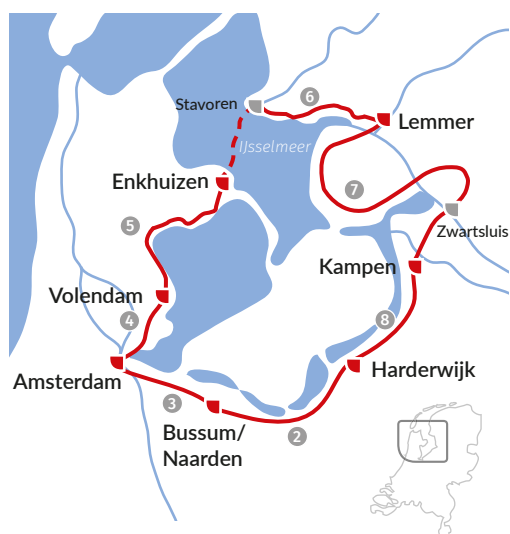 6
Stavoren
Lemmer
IJsselmeer
Enkhuizen
7
5
Zwartsluis
Kampen
Volendam
4
8
Amsterdam
Harderwijk
3
Bussum/
Naarden
2